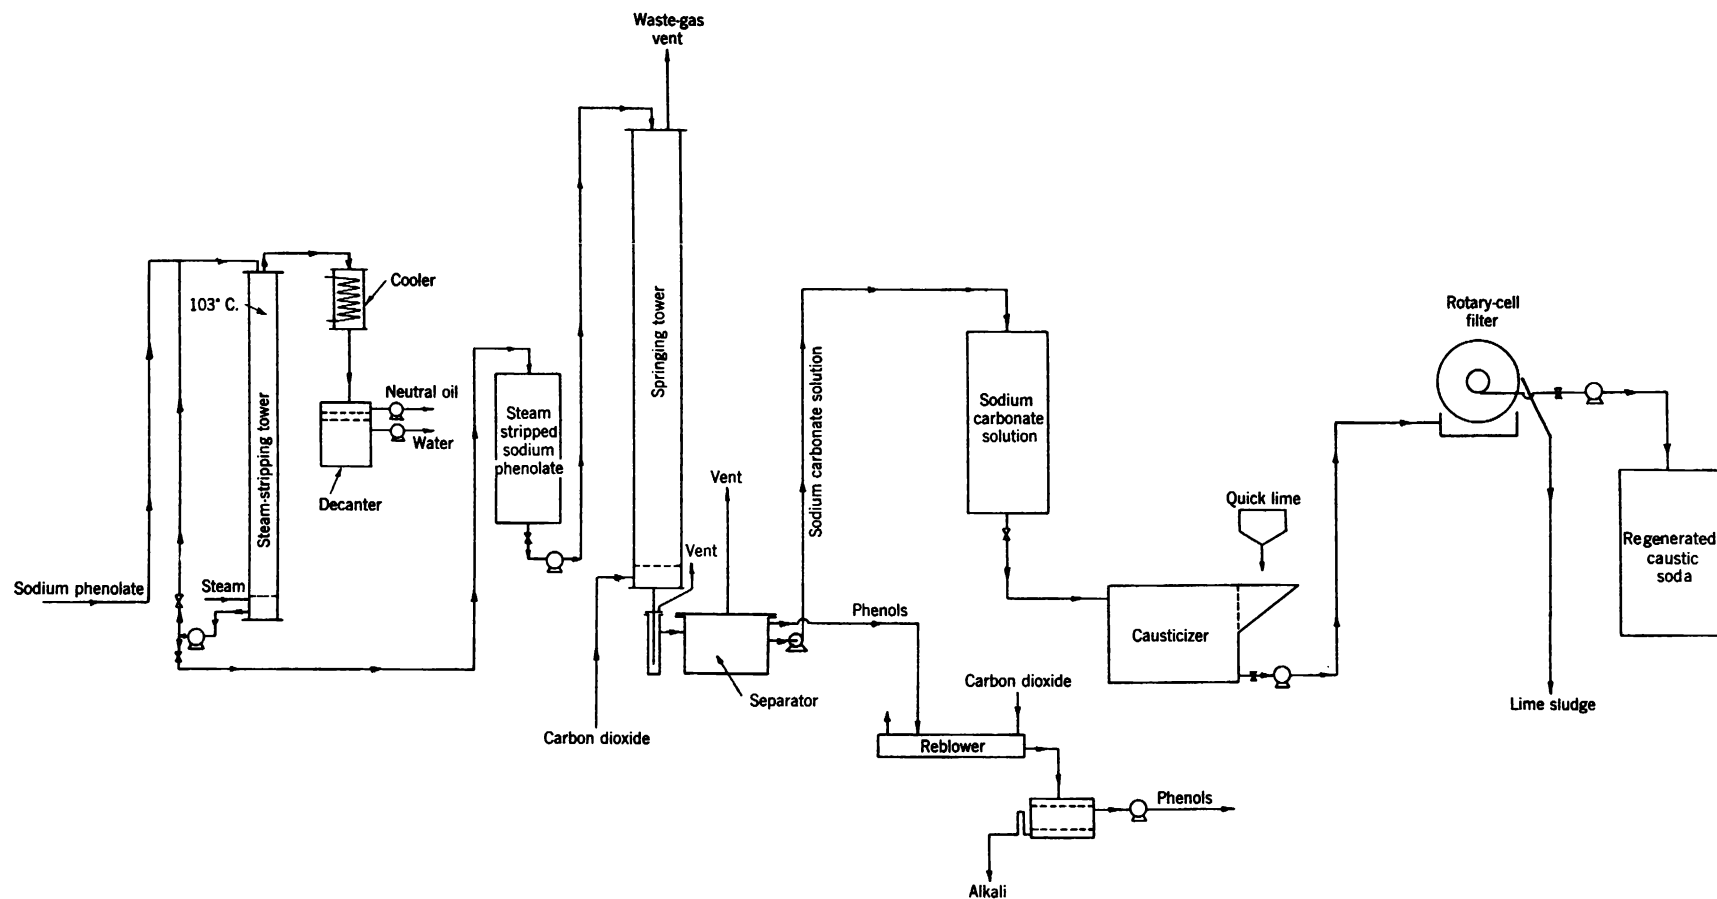 Waste-gas
vent
Cooler
103° C.
Steam-stripping tower
Neutral oil
Water
Decanter
Sodium phenolate
Steam
Steam
stripped
sodium
phenolate
Springing tower
Carbon dioxide
Vent
Vent
Separator
Sodium carbonate solution
Phenols
Carbon dioxide
Reblower
Phenols
Alkali
Sodium
carbonate
solution
Quick lime
Causticizer
Rotary-cell
filter
Lime sludge
Regenerated
caustic
soda